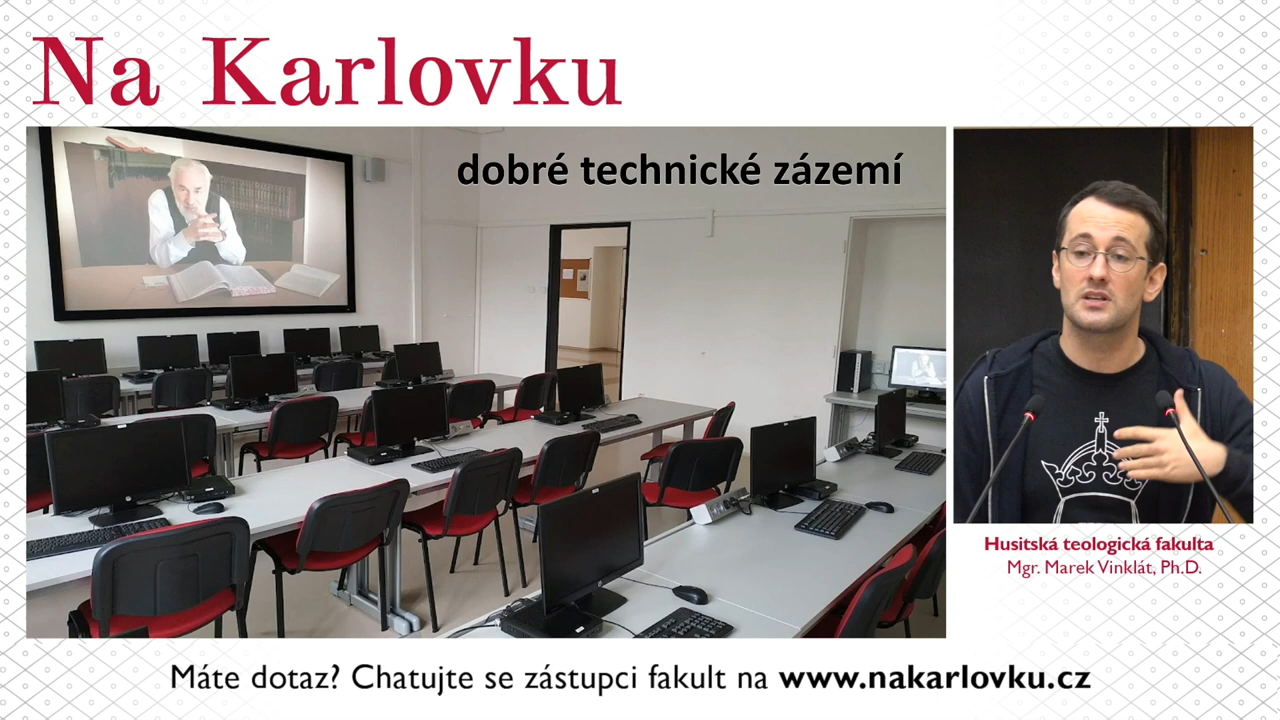 Na Karlovku
dobré technické zázemí
Husitská teologická fakulta
Mgr. Marek Vinklát, Ph.D.
Máte dotaz? Chatujte se zástupci fakult na www.nakarlovku.cz